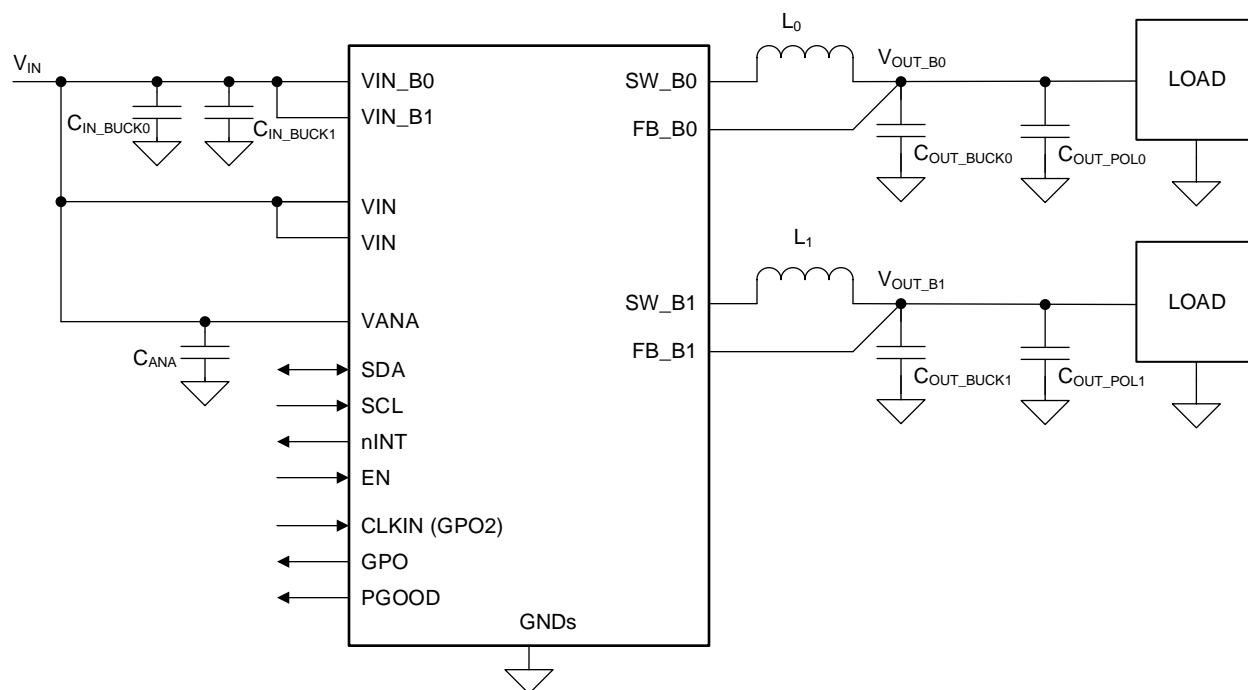 V_IN
C_IN_BUCK0
C_IN_BUCK1
VIN_B0
VIN_B1
VIN
VIN
VANA
C_ANA
SDA
SCL
nINT
EN
CLKIN (GPO2)
GPO
PGOOD
GNDs
SW_B0
FB_B0
L_0
V_OUT_B0
C_OUT_BUCK0
C_OUT_POL0
LOAD
SW_B1
FB_B1
L_1
V_OUT_B1
C_OUT_BUCK1
C_OUT_POL1
LOAD